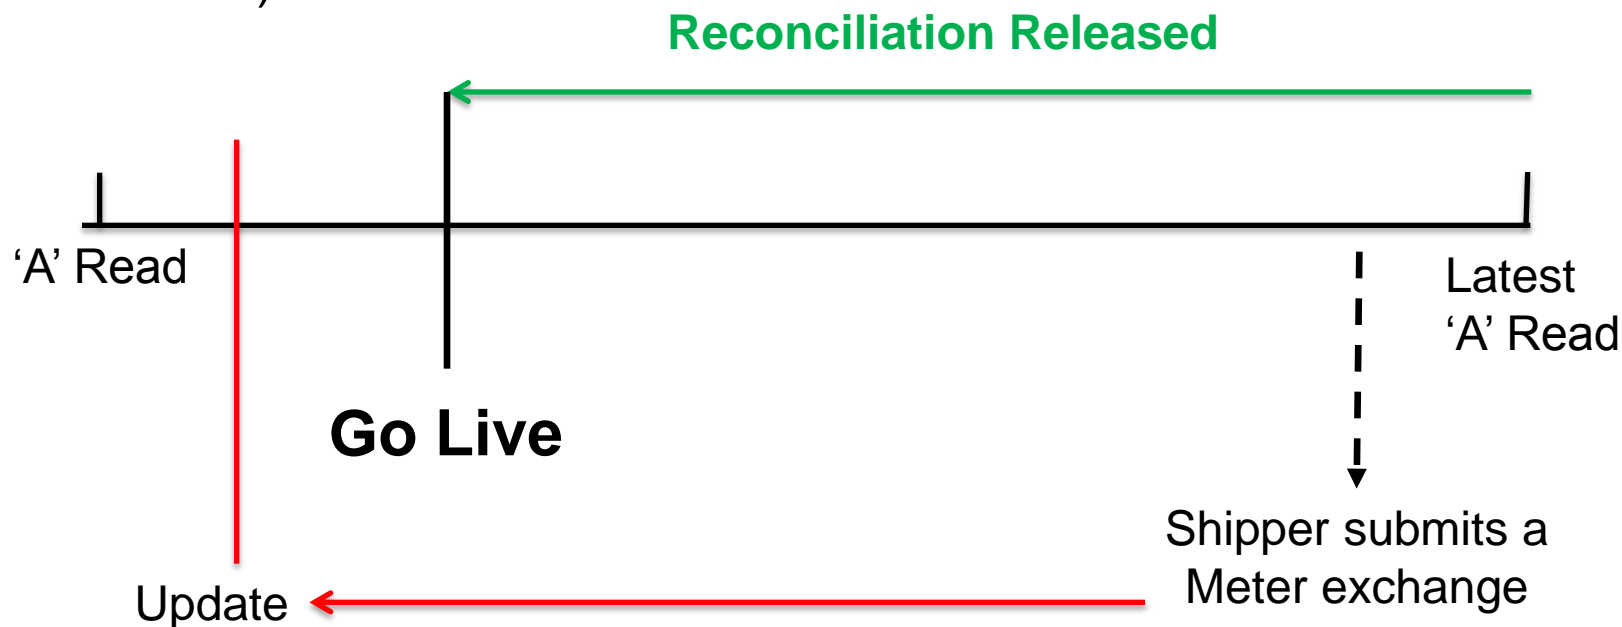 )
Reconciliation Released
‘A’ Read
Latest
‘A’ Read
Go Live
Shipper submits a
Meter exchange
Update